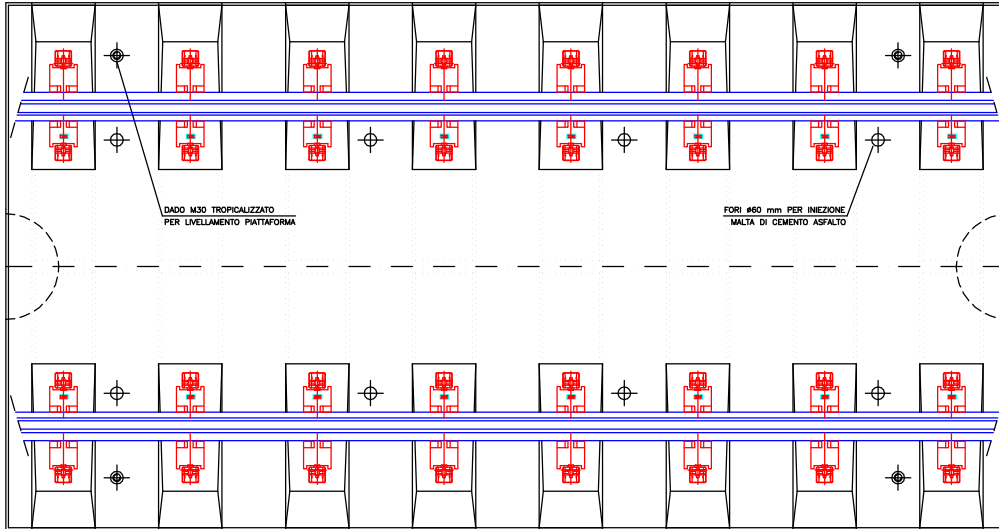 DADO M30 TROPICALIZZATO
PER LIVELLAMENTO PIATTAFORMA
FORI ø60 mm PER INIEZIONE
MALTA DI CEMENTO ASFALTO